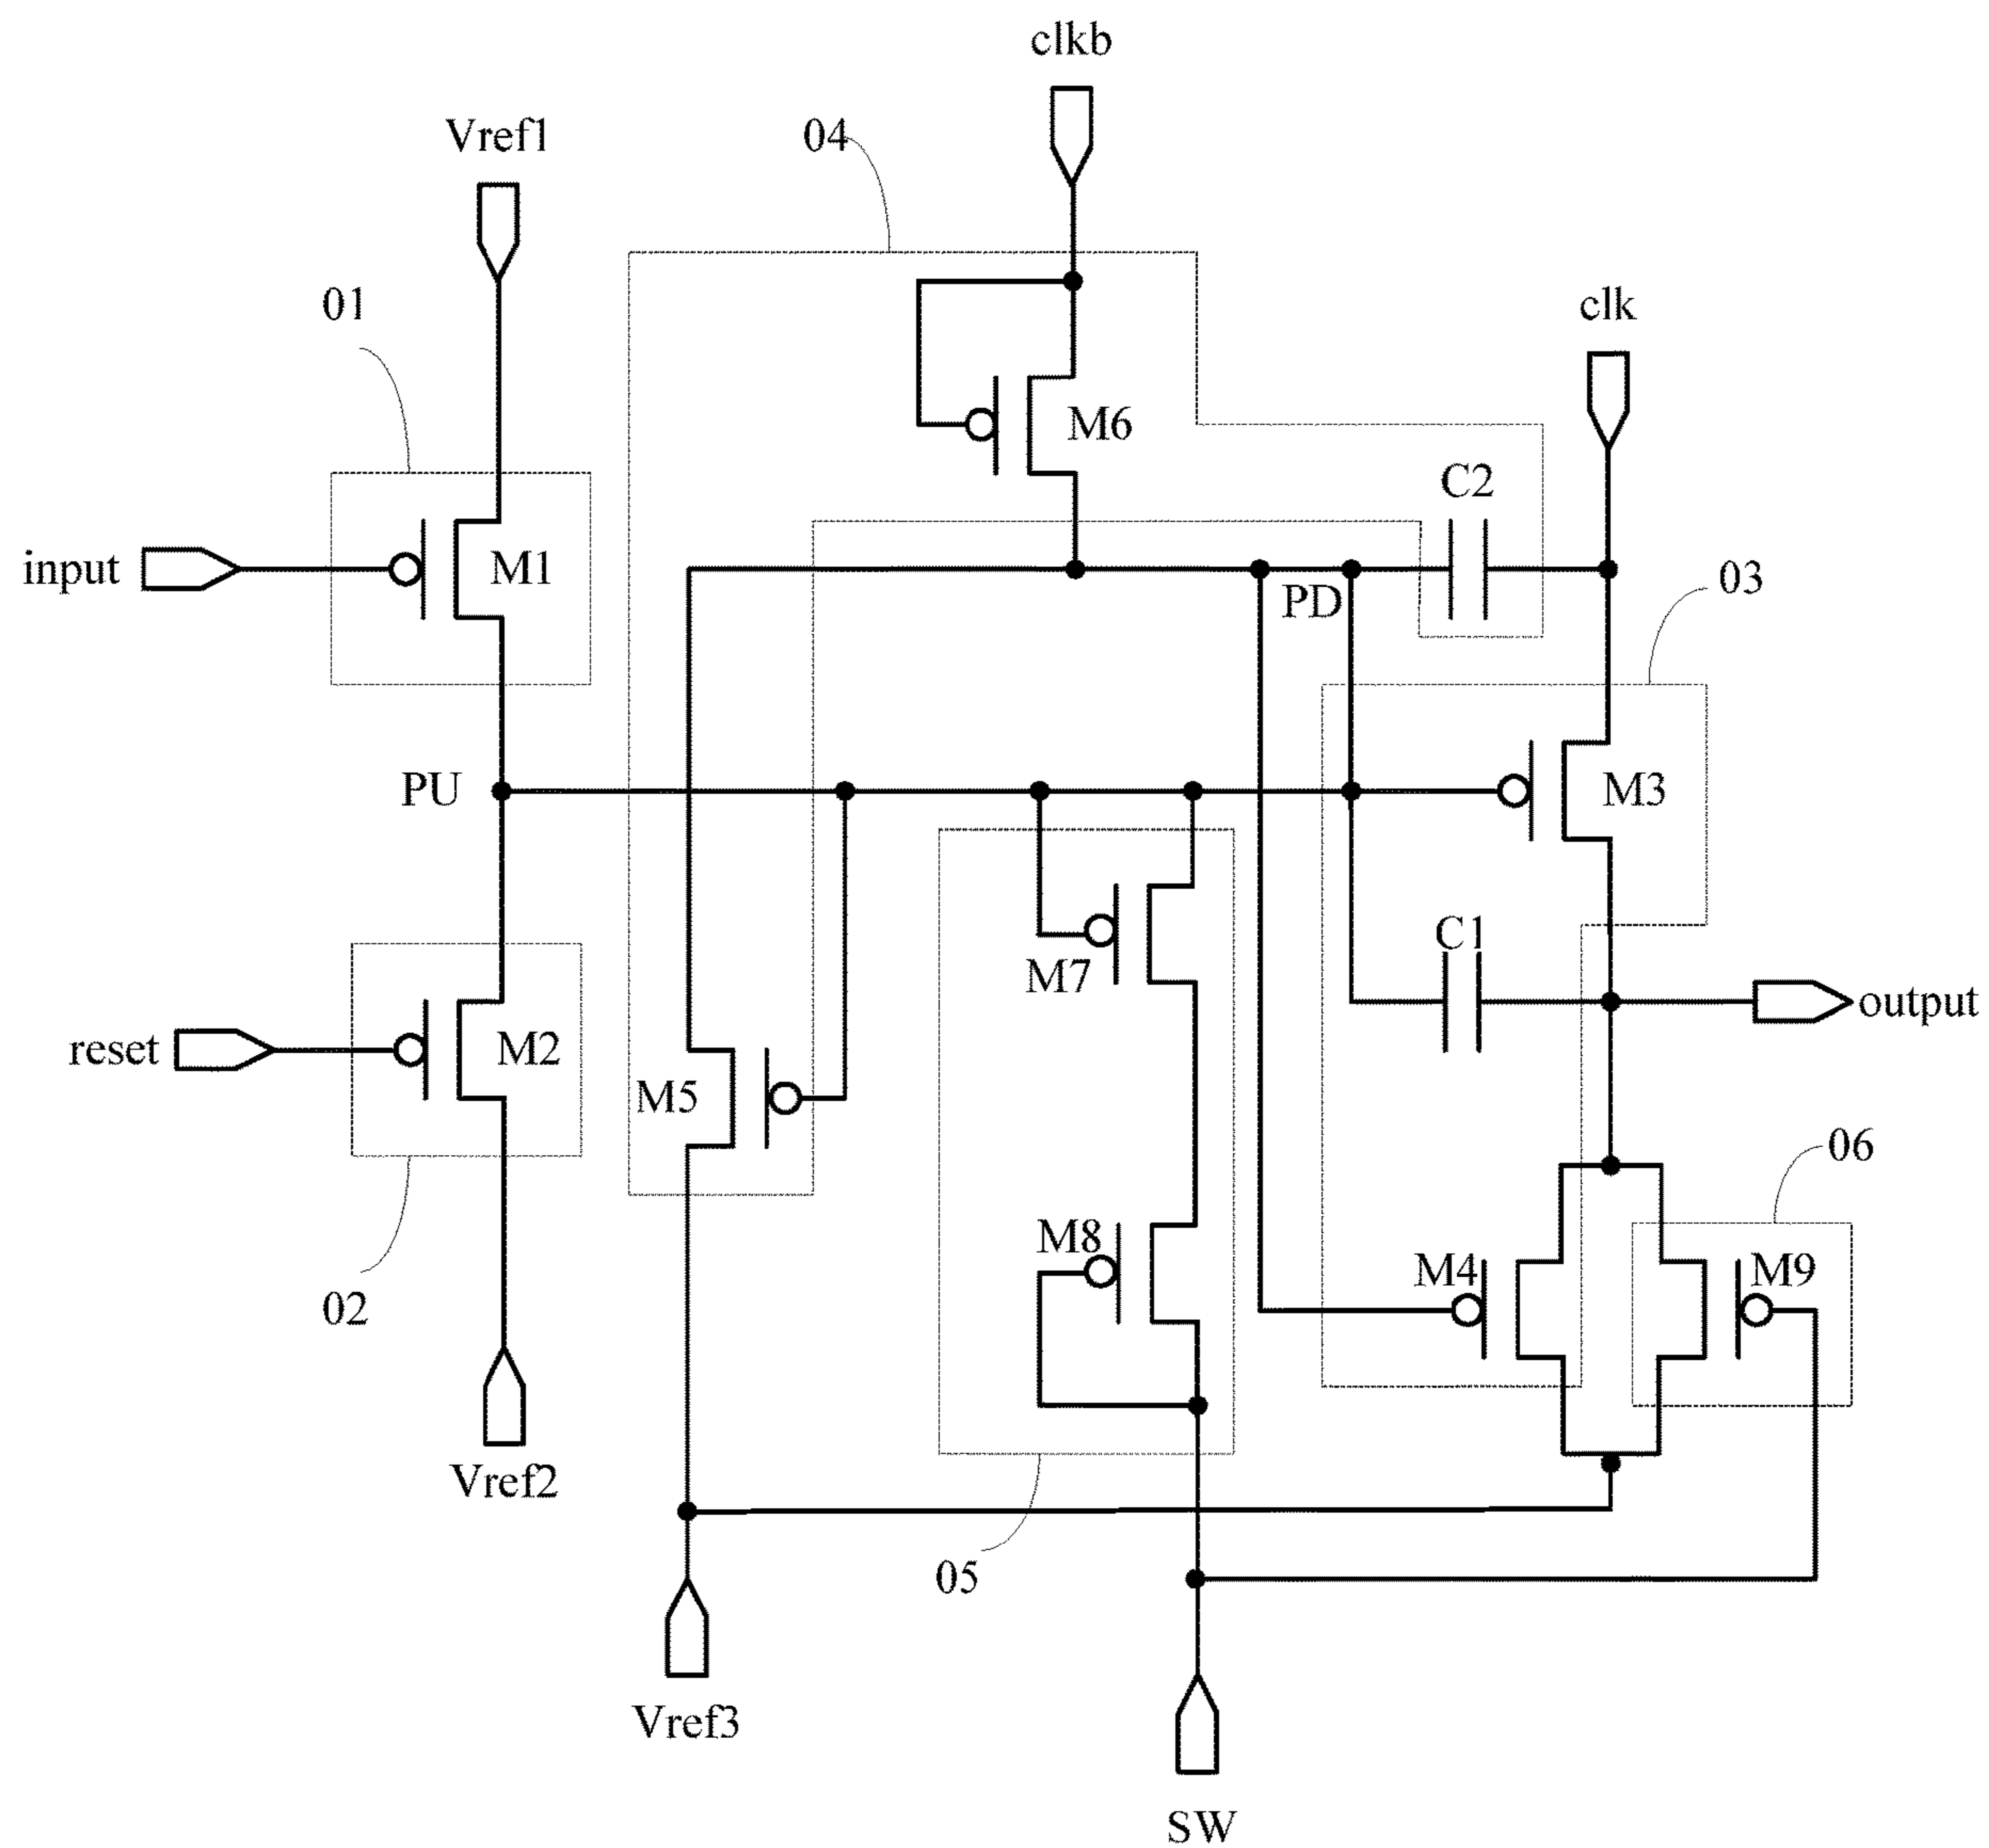 clkb
Vref1
04
01
clk
M6
C2
input
M1
PD
03
PU
M3
C1
M7
output
reset
M2
M5
06
M8
M4
M9
02
Vref2
05
Vref3
SW